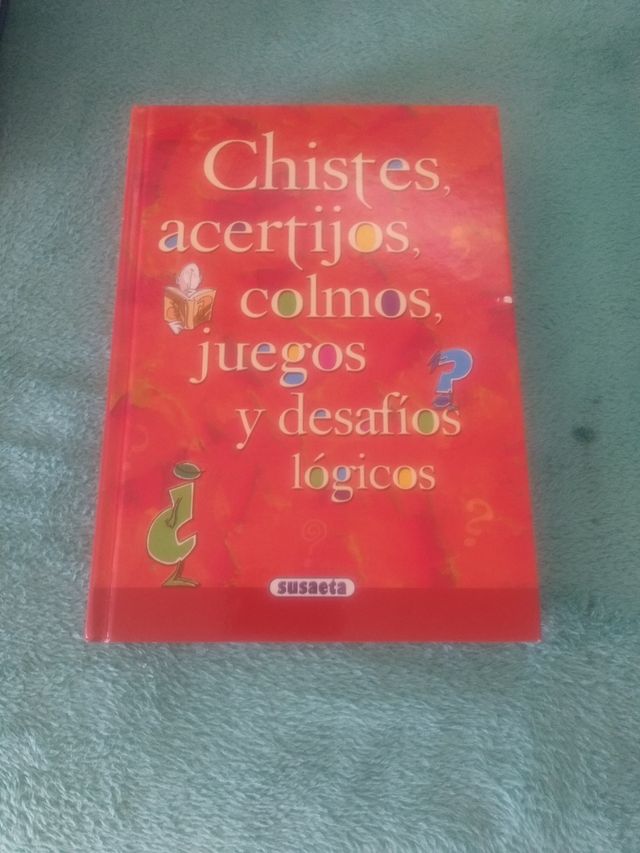 Chistes,
acertijos,
colmos,
juegos
?
y desafíos
lógicos
¿
susaeta